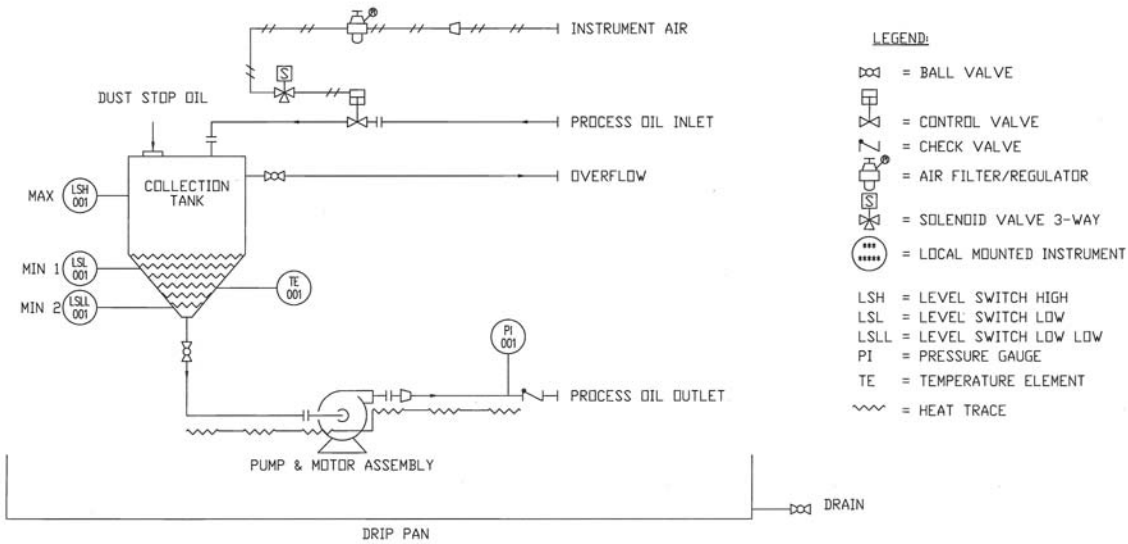 INSTRUMENT AIR
R
S
DUST STOP OIL
PROCESS OIL INLET
COLLECTION
TANK
OVERFLOW
MAX
LSH
001
MIN 1
LSL
001
MIN 2
LSLL
001
TE
001
PI
001
PROCESS OIL OUTLET
PUMP & MOTOR ASSEMBLY
DRAIN
DRIP PAN
LEGEND:
= BALL VALVE
= CONTROL VALVE
= CHECK VALVE
R
= AIR FILTER/REGULATOR
S
= SOLENOID VALVE 3-WAY
***
*****
= LOCAL MOUNTED INSTRUMENT
LSH = LEVEL SWITCH HIGH
LSL = LEVEL SWITCH LOW
LSLL = LEVEL SWITCH LOW LOW
PI = PRESSURE GAUGE
TE = TEMPERATURE ELEMENT
= HEAT TRACE